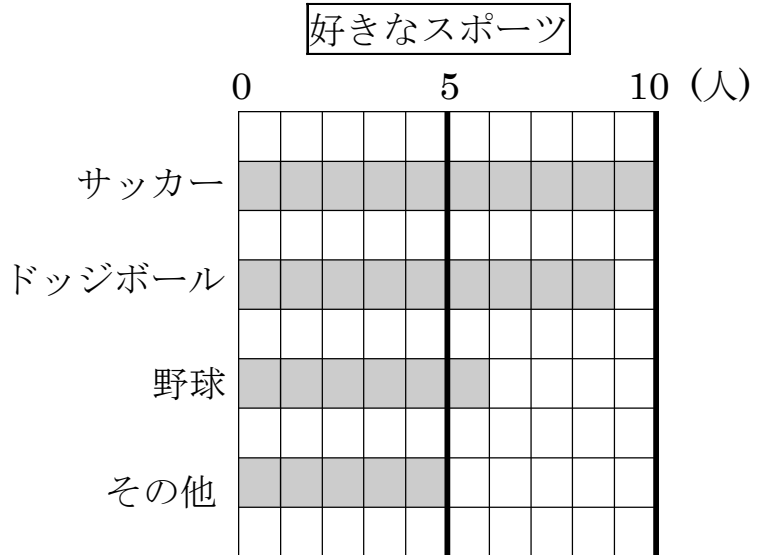 好きなスポーツ
0 5 10 (人)
サッカー
ドッジボール
野球
その他